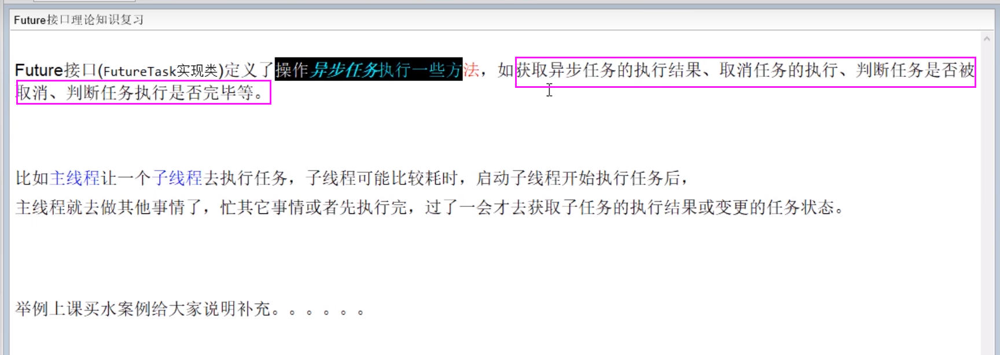 Future接口理论知识复习
Future接口(FutureTask实现类)定义了操作异步任务执行一些方法，如获取异步任务的执行结果、取消任务的执行、判断任务是否被
取消、判断任务执行是否完毕等。
比如主线程让一个子线程去执行任务，子线程可能比较耗时，启动子线程开始执行任务后，
主线程就去做其他事情了，忙其它事情或者先执行完，过了一会才去获取子任务的执行结果或变更的任务状态。
举例上课买水案例给大家说明补充。。。。。。